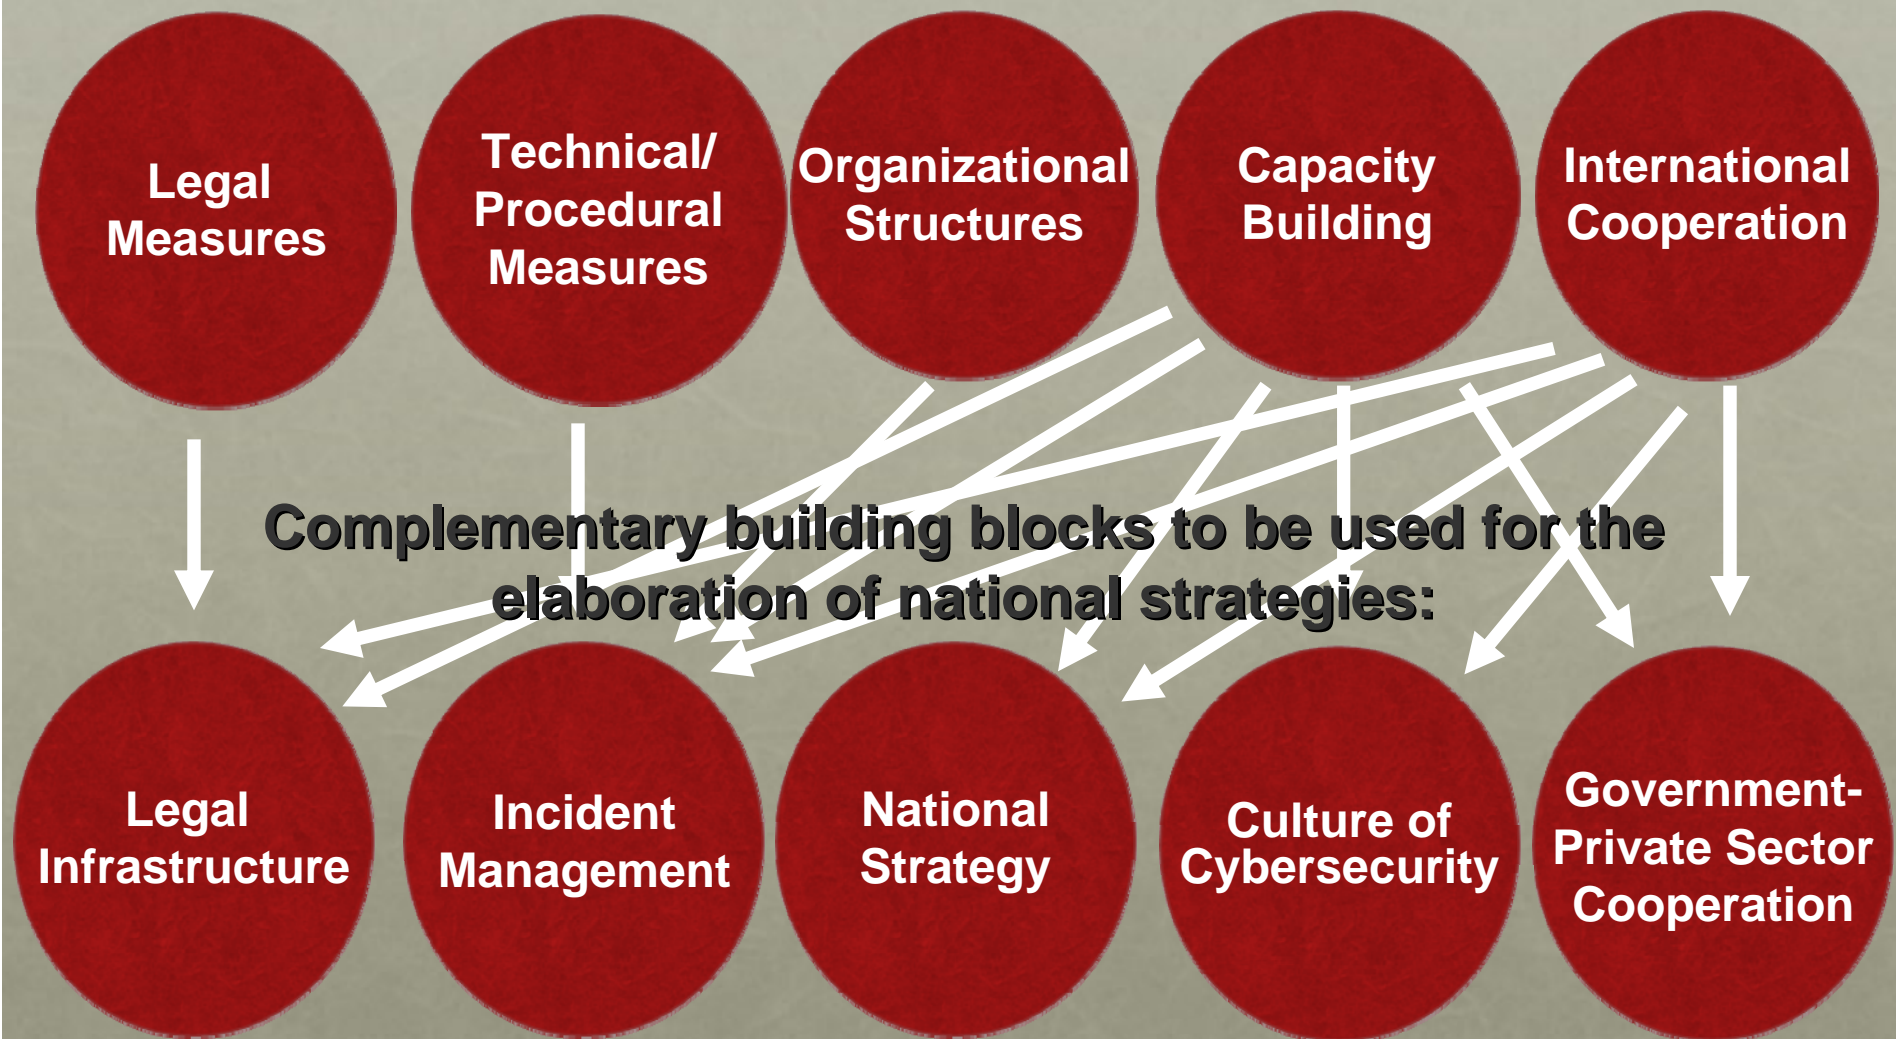 Legal
Measures
Technical/
Procedural
Measures
Organizational
Structures
Capacity
Building
International
Cooperation
Complementary building blocks to be used for the
elaboration of national strategies:
Legal
Infrastructure
Incident
Management
National
Strategy
Culture of
Cybersecurity
Government-
Private Sector
Cooperation